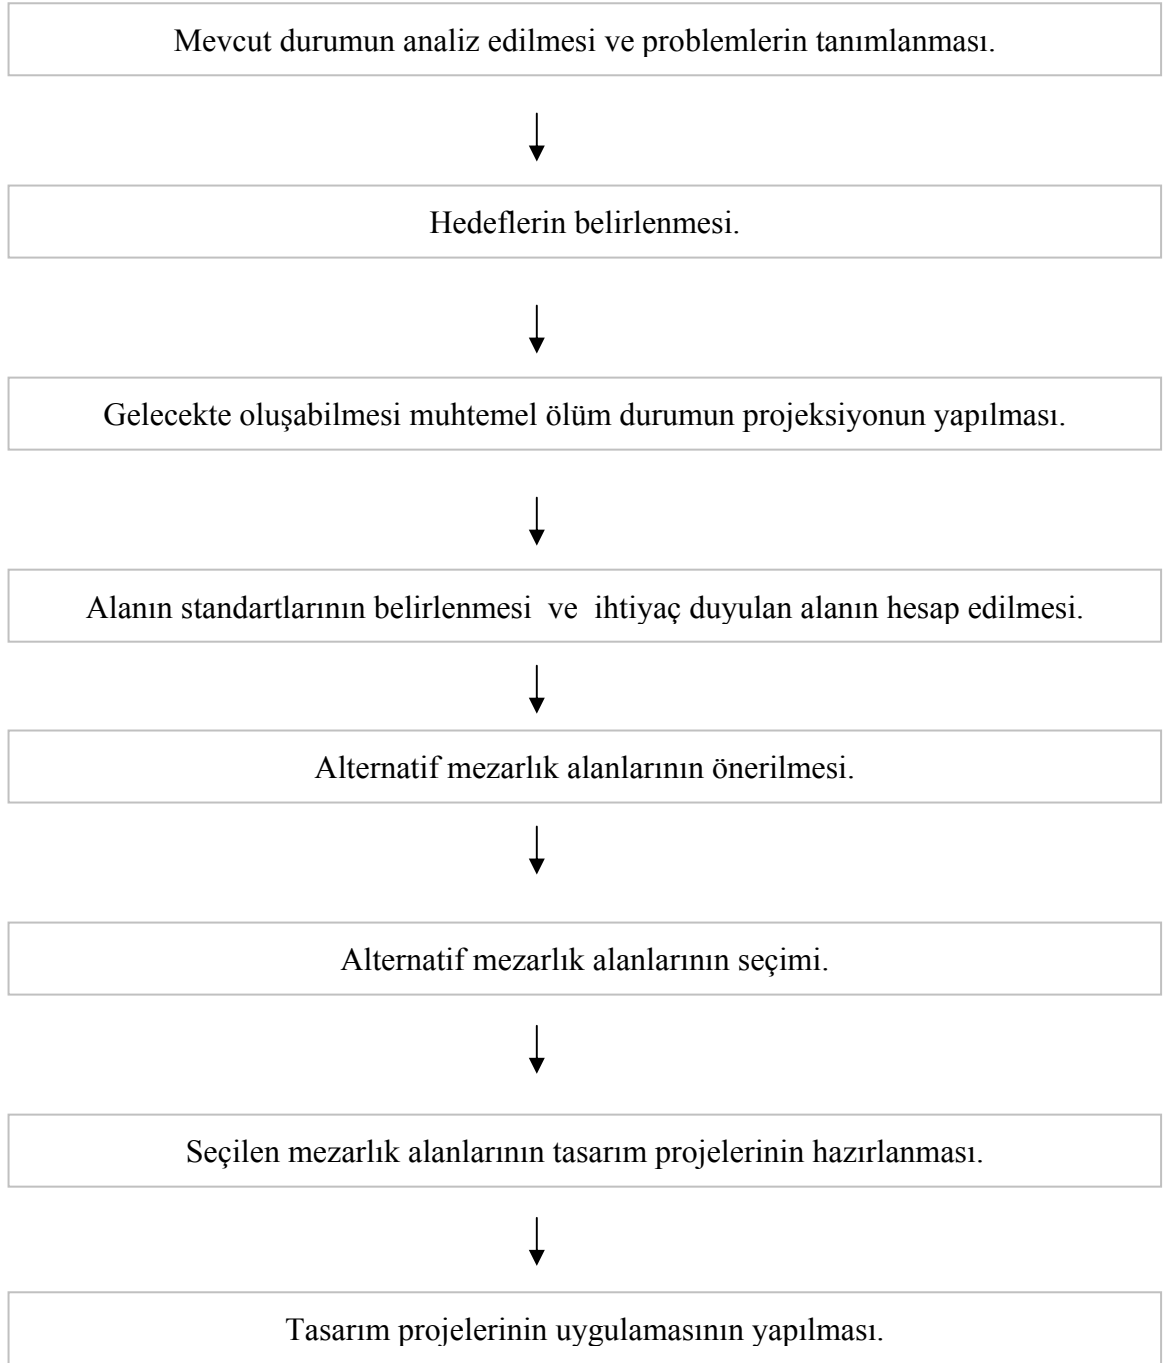 Mevcut durumun analiz edilmesi ve problemlerin tanımlanması.
Hedeflerin belirlenmesi.
Gelecekte oluşabilmesi muhtemel ölüm durumun projeksiyonun yapılması.
Alanın standartlarının belirlenmesi ve ihtiyaç duyulan alanın hesap edilmesi.
Alternatif mezarlık alanlarının önerilmesi.
Alternatif mezarlık alanlarının seçimi.
Seçilen mezarlık alanlarının tasarım projelerinin hazırlanması.
Tasarım projelerinin uygulamasının yapılması.